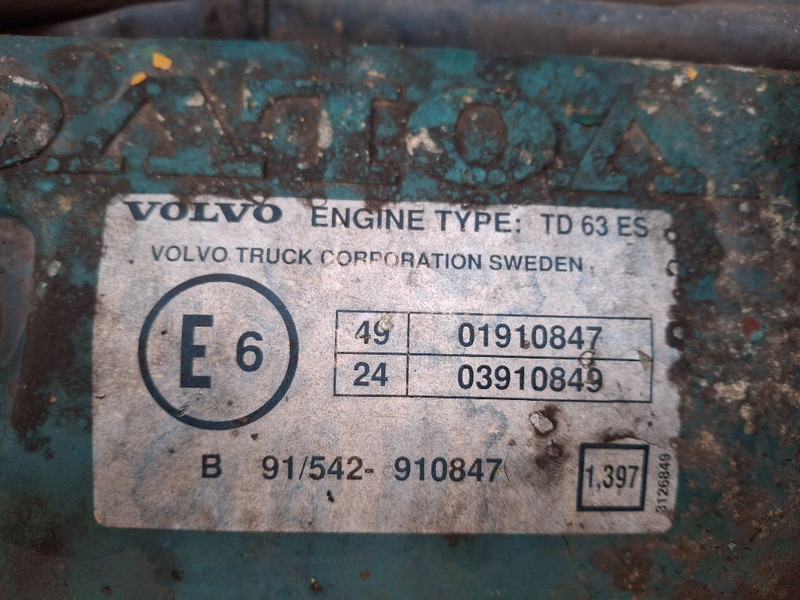 VOLVO
VOLVO ENGINE TYPE: TD 63 ES
VOLVO TRUCK CORPORATION SWEDEN
E 6
49 01910847
24 03910849
B 91/542- 910847
1,397
3126849